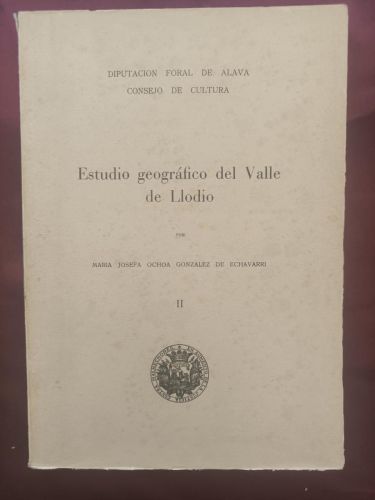 DIPUTACION FORAL DE ALAVA
CONSEJO DE CULTURA
Estudio geográfico del Valle
de Llodio
POR
MARIA JOSEFA OCHOA GONZALEZ DE ECHAVARRI
II